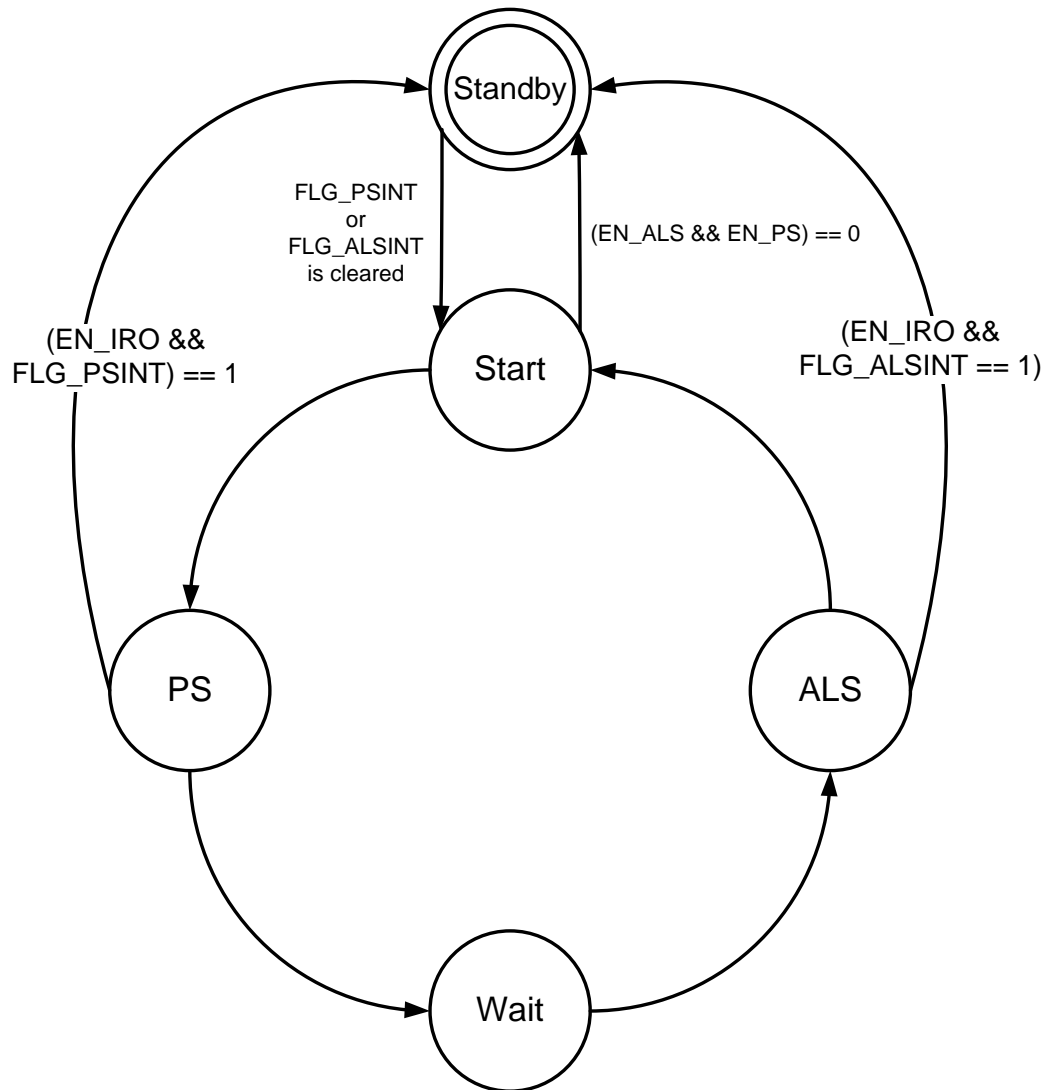 Standby
FLG_PSINT
or
FLG_ALSINT
is cleared
(EN_ALS && EN_PS) == 0
(EN_IRO &&
FLG_PSINT) == 1
Start
(EN_IRO &&
FLG_ALSINT == 1)
PS
ALS
Wait